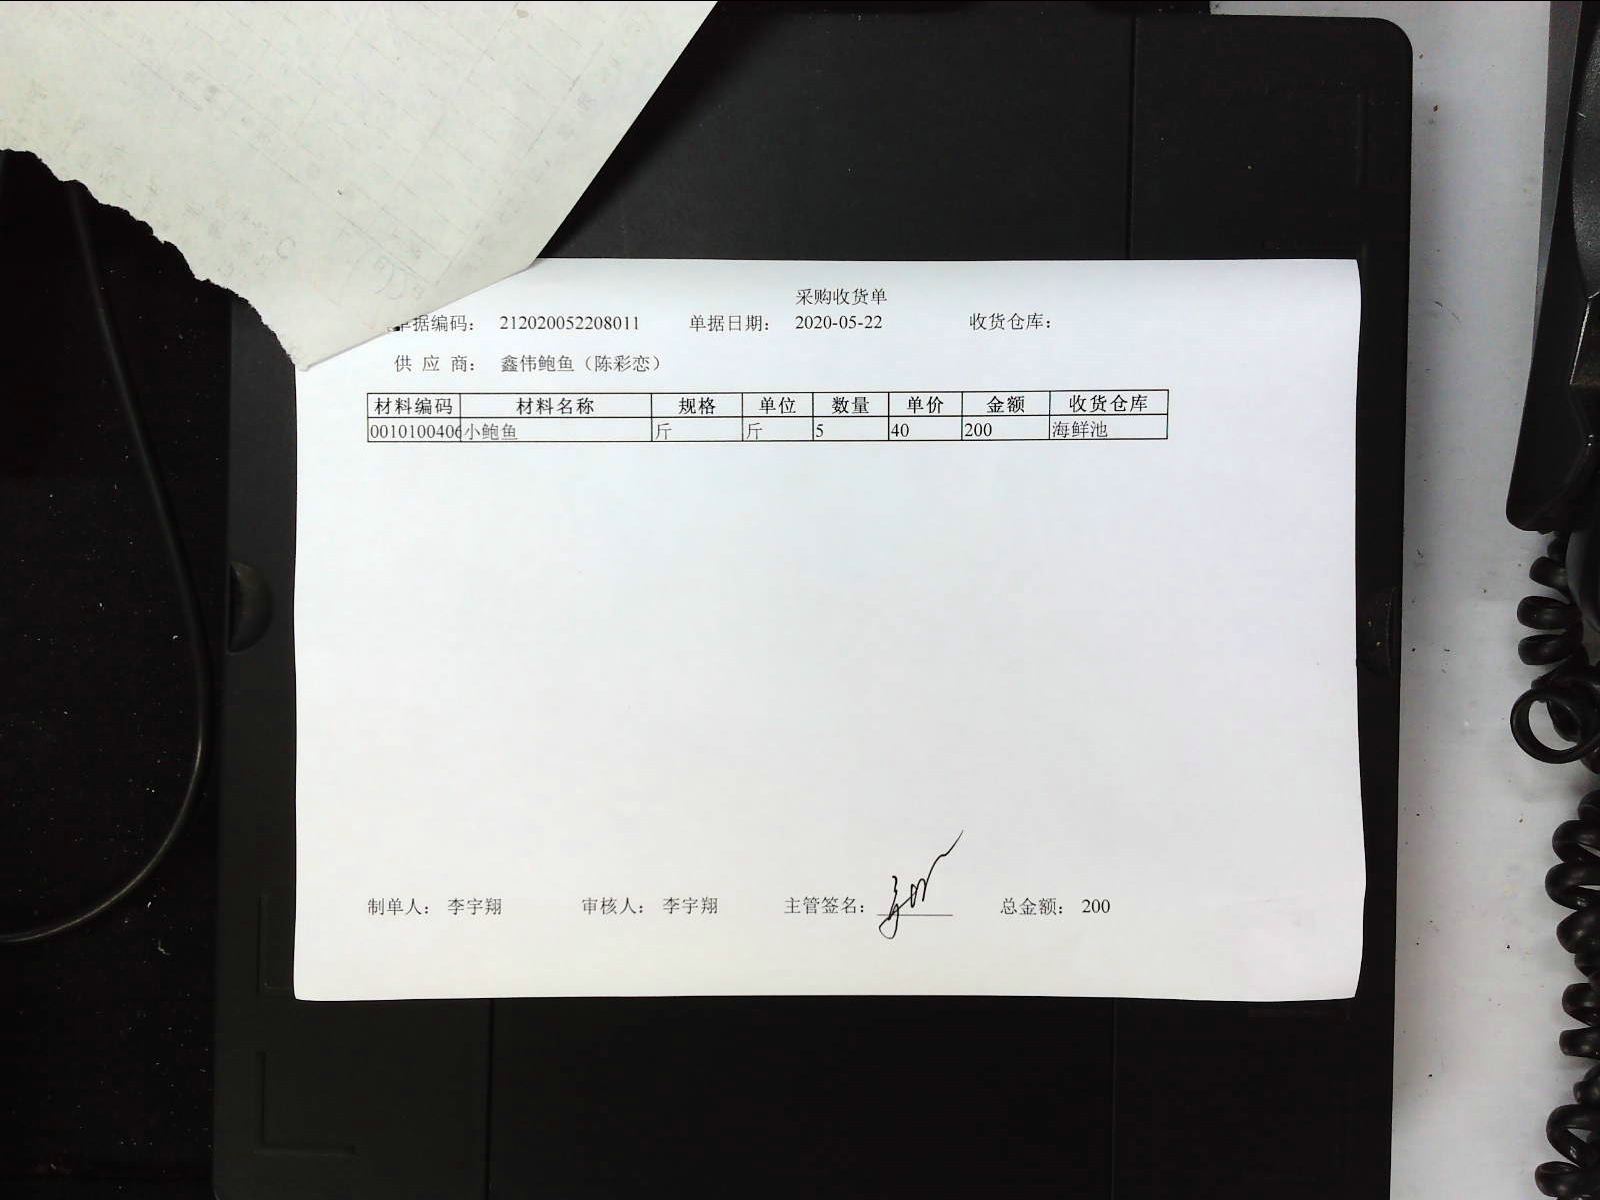 采购收货单
单据编码： 212020052208011 单据日期： 2020-05-22 收货仓库：
供 应 商： 鑫伟鲍鱼（陈彩恋）
材料编码 材料名称 规格 单位 数量 单价 金额 收货仓库
0010100406 小鲍鱼 斤 斤 5 40 200 海鲜池
制单人： 李宇翔 审核人： 李宇翔 主管签名： 总金额： 200